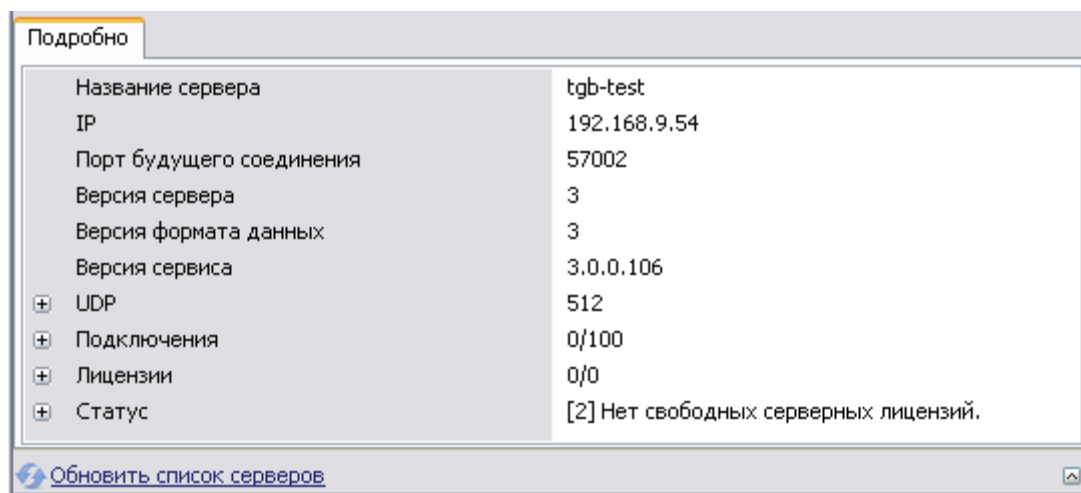 Подробно
Название сервера tgb-test
IP 192.168.9.54
Порт будущего соединения 57002
Версия сервера 3
Версия формата данных 3
Версия сервиса 3.0.0.106
UDP 512
Подключения 0/100
Лицензии 0/0
Статус [2] Нет свободных серверных лицензий.
Обновить список серверов